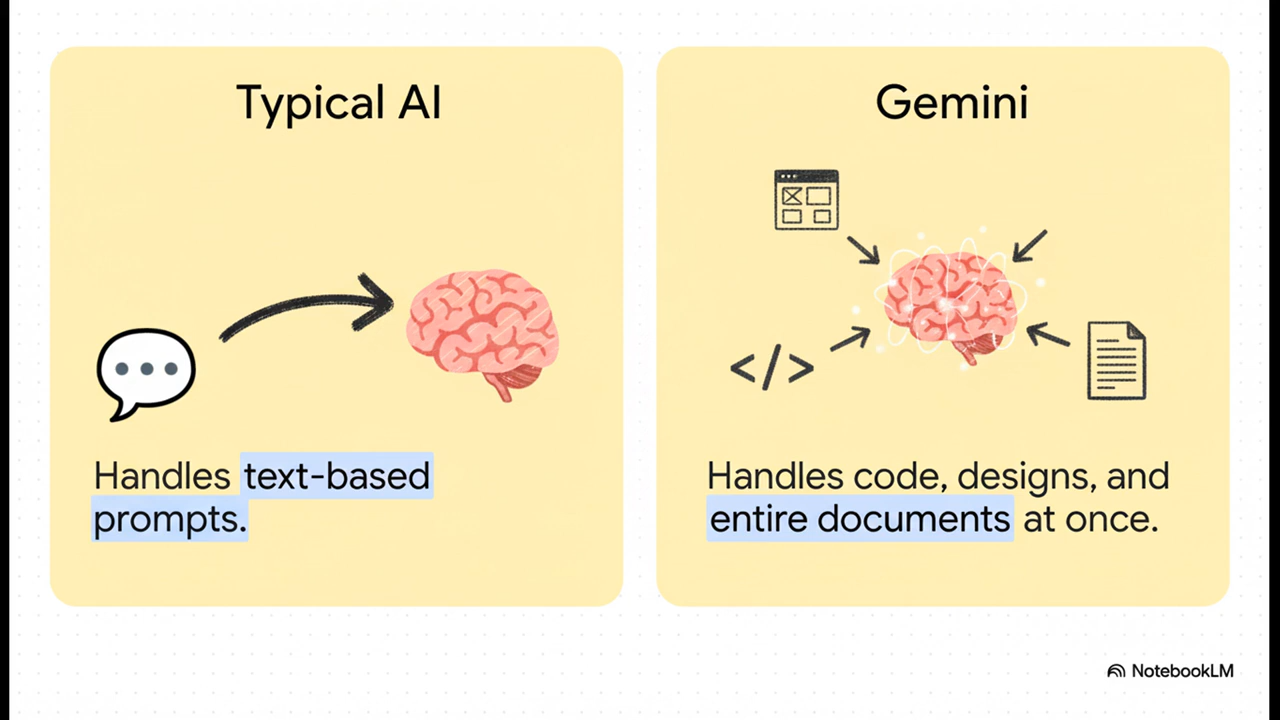 Typical AI
Handles text-based
prompts.
Gemini
</>
Handles code, designs, and
entire documents at once.
NotebookLM